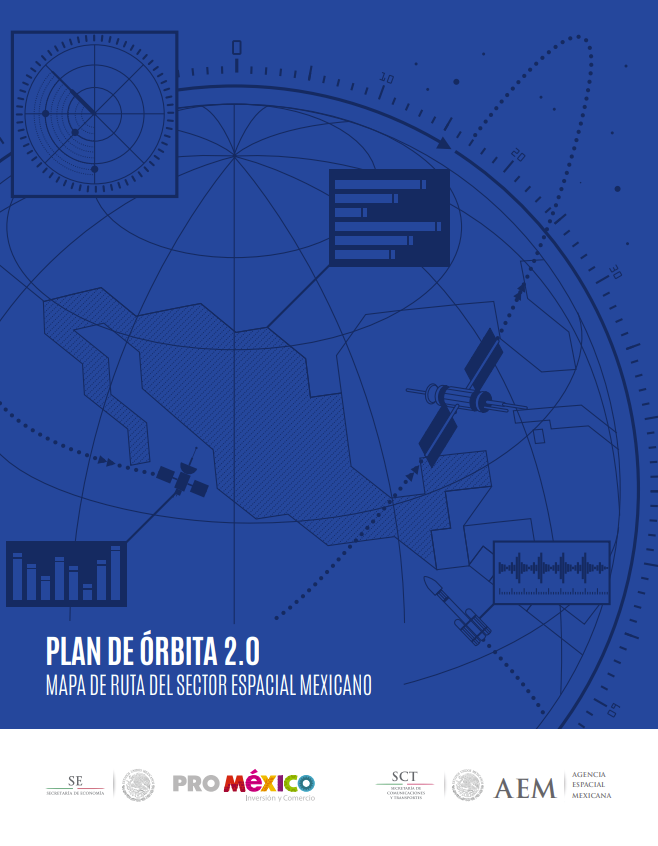 0
10
20
30
60
PLAN DE ÓRBITA 2.0
MAPA DE RUTA DEL SECTOR ESPACIAL MEXICANO
SE
SECRETARÍA DE ECONOMÍA
PROMÉXICO
Inversión y Comercio
SCT
SECRETARÍA DE
COMUNICACIONES
Y TRANSPORTES
AEM
AGENCIA
ESPACIAL
MEXICANA